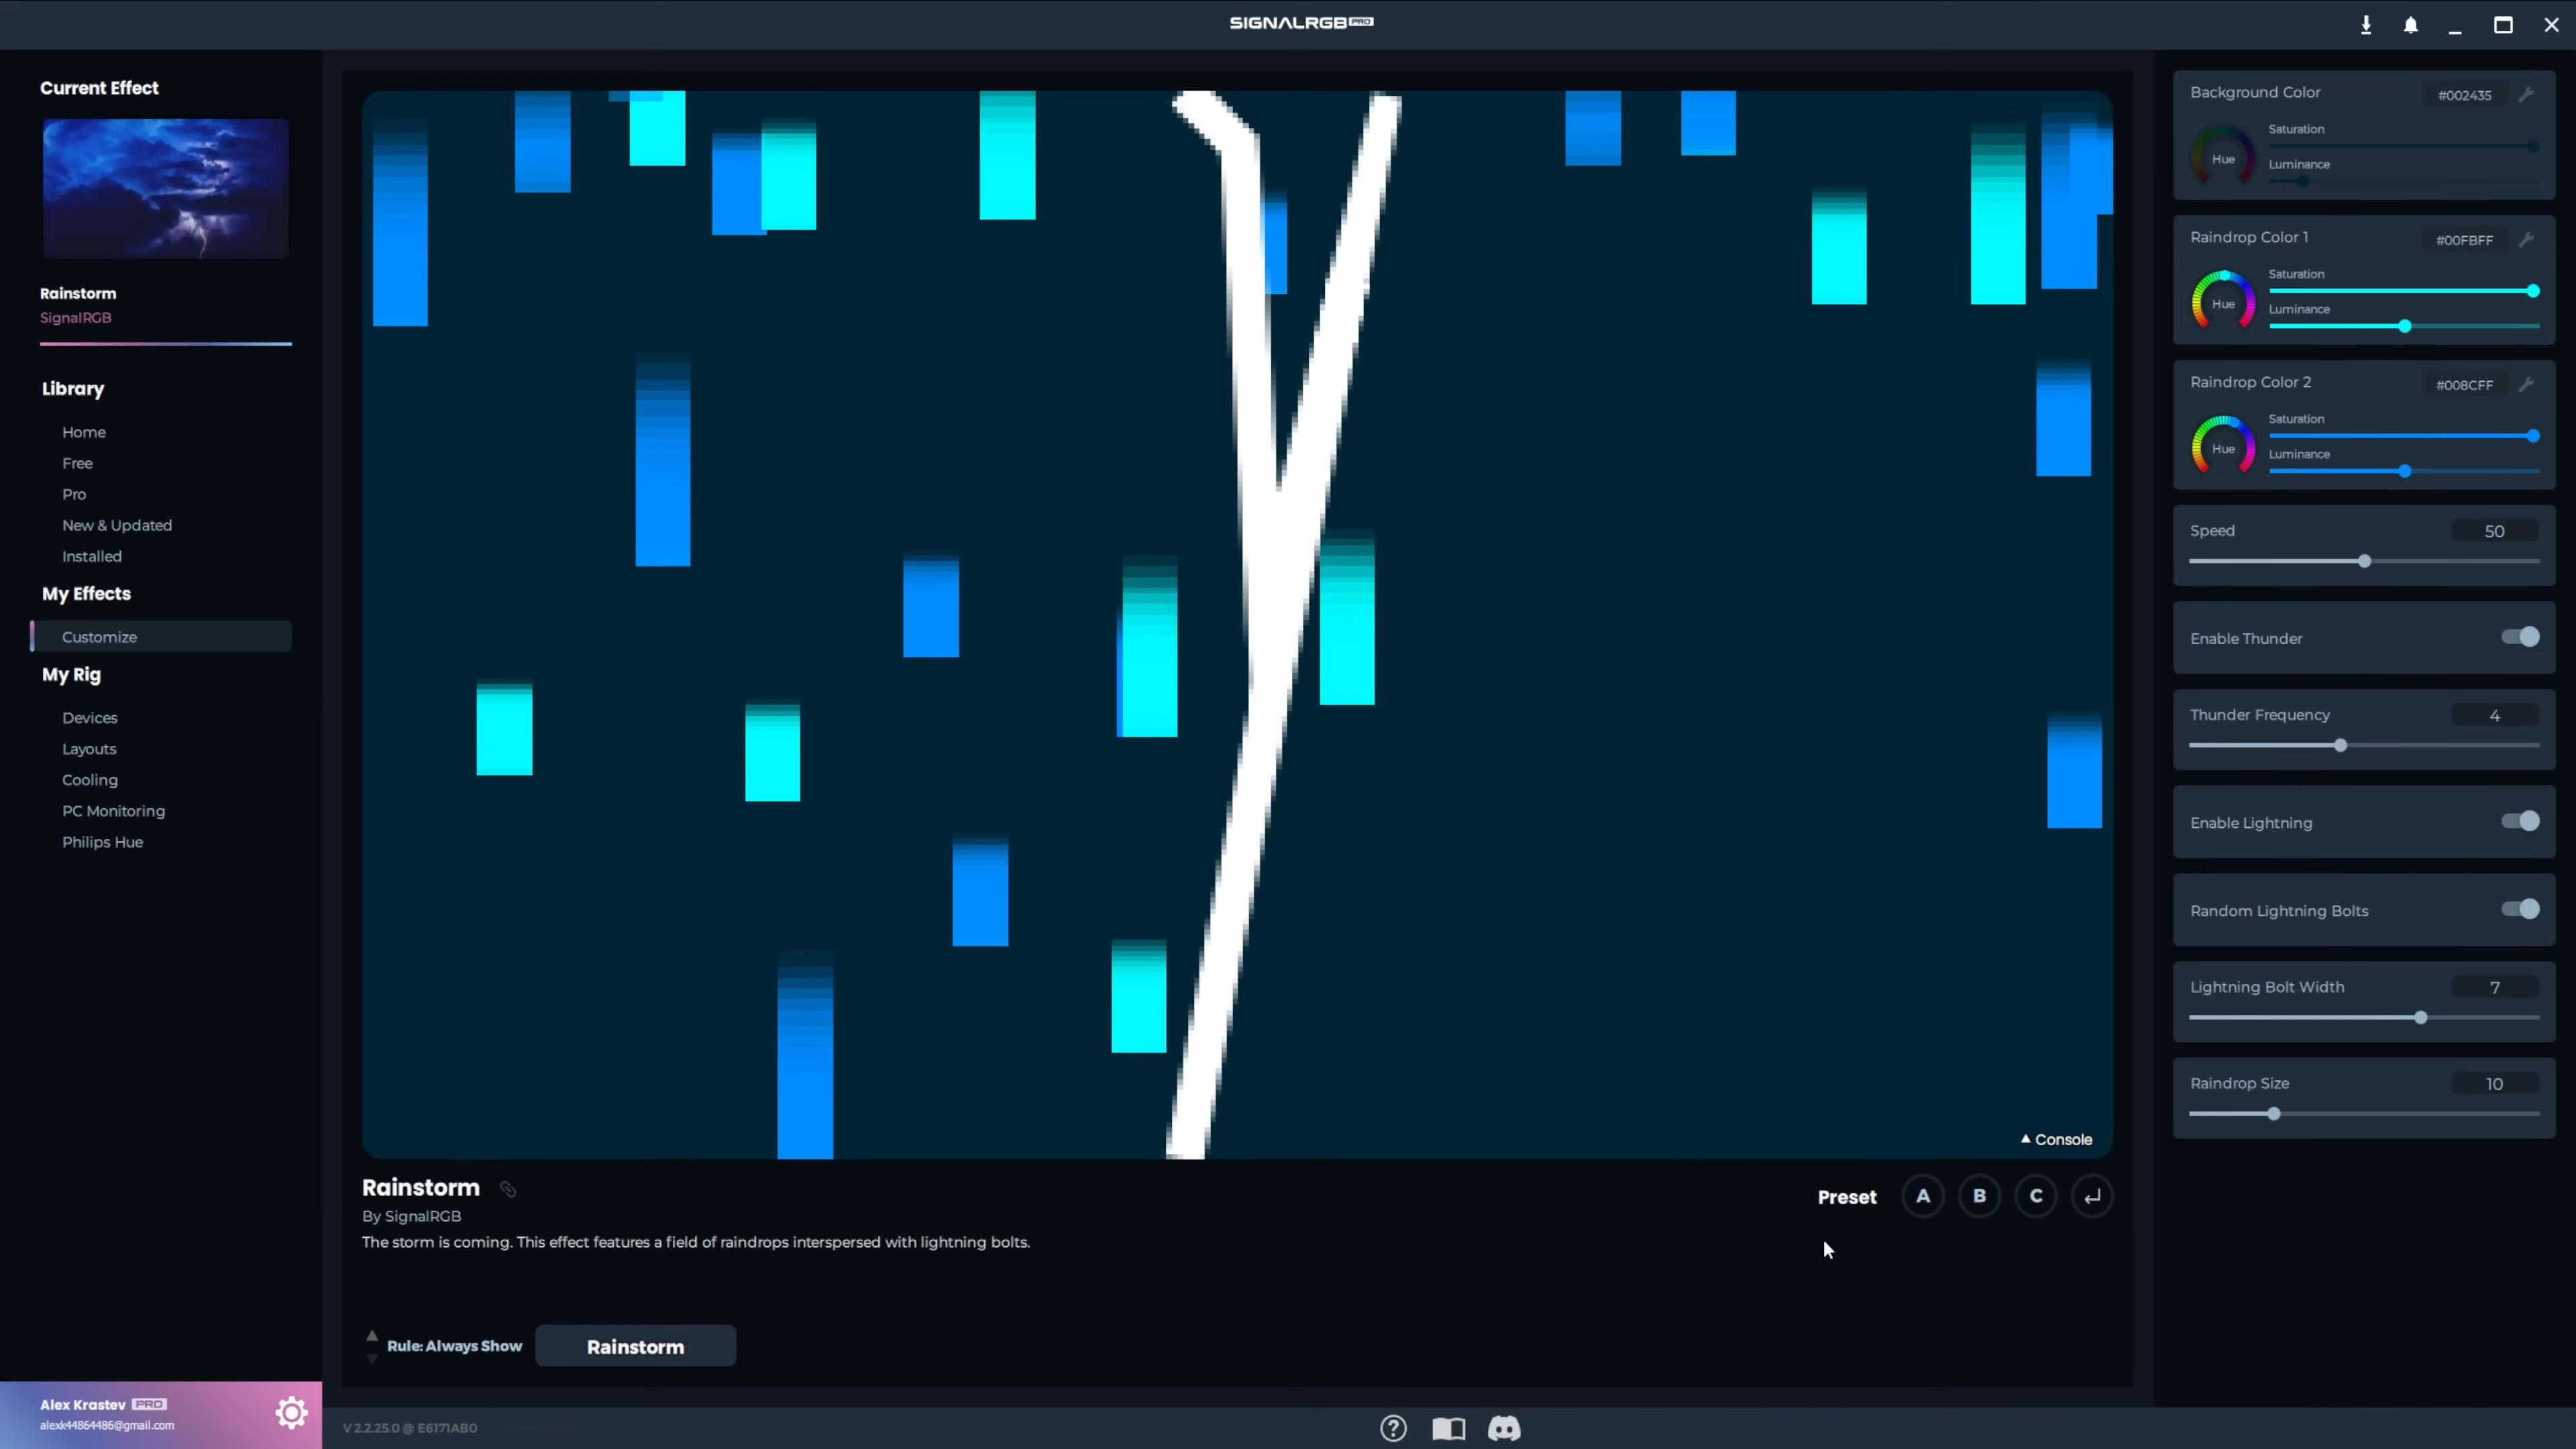 SIGNALRGB PRO
Current Effect
Rainstorm
SignalRGB
Library
Home
Free
Pro
New & Updated
Installed
My Effects
Customize
My Rig
Devices
Layouts
Cooling
PC Monitoring
Philips Hue
Alex Krastev PRO
alexk44864486@gmail.com
Console
Rainstorm
By SignalRGB
The storm is coming. This effect features a field of raindrops interspersed with lightning bolts.
Preset A B C
Rule: Always Show Rainstorm
V 2.2.25.0 @ E6171AB0
Background Color #002435
Saturation
Hue
Luminance
Raindrop Color 1 #00FBFF
Saturation
Hue
Luminance
Raindrop Color 2 #008CFF
Saturation
Hue
Luminance
Speed 50
Enable Thunder
Thunder Frequency 4
Enable Lightning
Random Lightning Bolts
Lightning Bolt Width 7
Raindrop Size 10